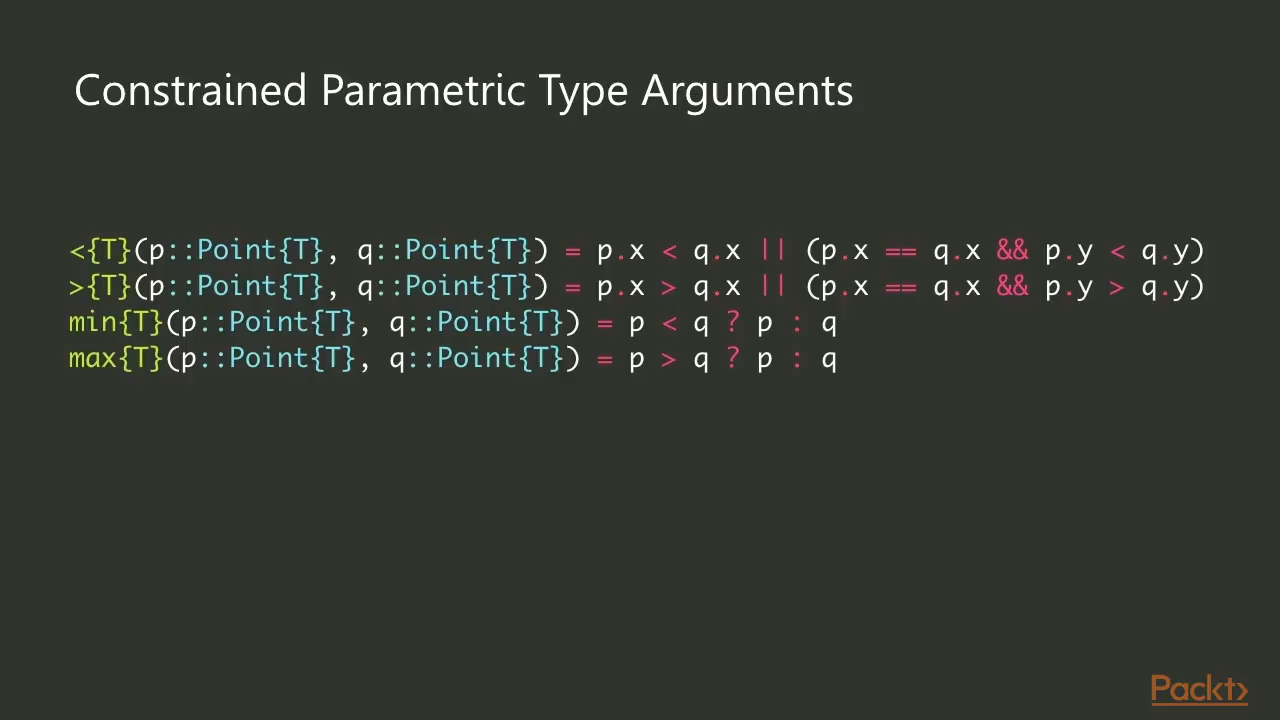 Constrained Parametric Type Arguments
<{T}(p::Point{T}, q::Point{T}) = p.x < q.x || (p.x == q.x && p.y < q.y)
>{T}(p::Point{T}, q::Point{T}) = p.x > q.x || (p.x == q.x && p.y > q.y)
min{T}(p::Point{T}, q::Point{T}) = p < q ? p : q
max{T}(p::Point{T}, q::Point{T}) = p > q ? p : q
Packt>